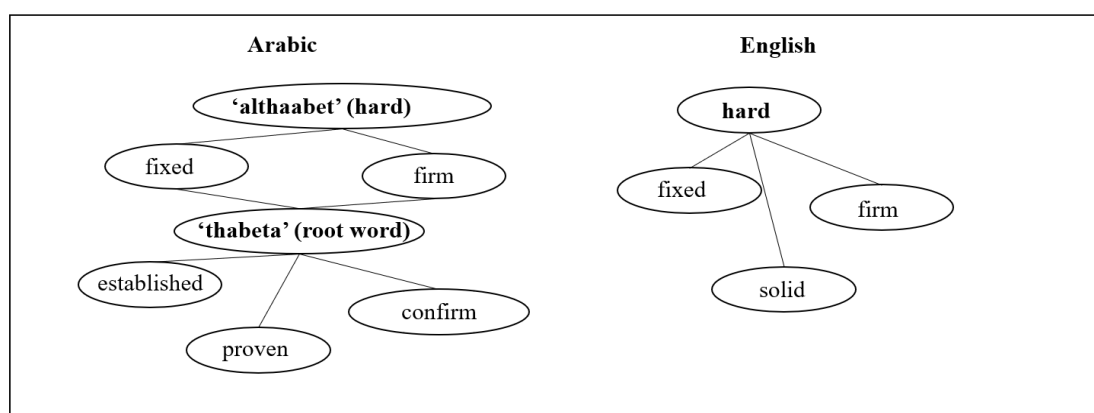 Arabic
English
‘althaabet’ (hard)
hard
fixed
firm
fixed
firm
‘thabeta’ (root word)
established
confirm
solid
proven